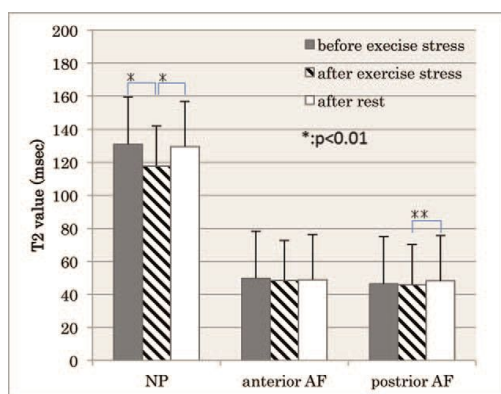 200
180
160
140
120
100
80
60
40
20
0
T2 value (msec)
before execise stress
after exercise stress
after rest
*:p<0.01
* *
**
NP anterior AF postrior AF